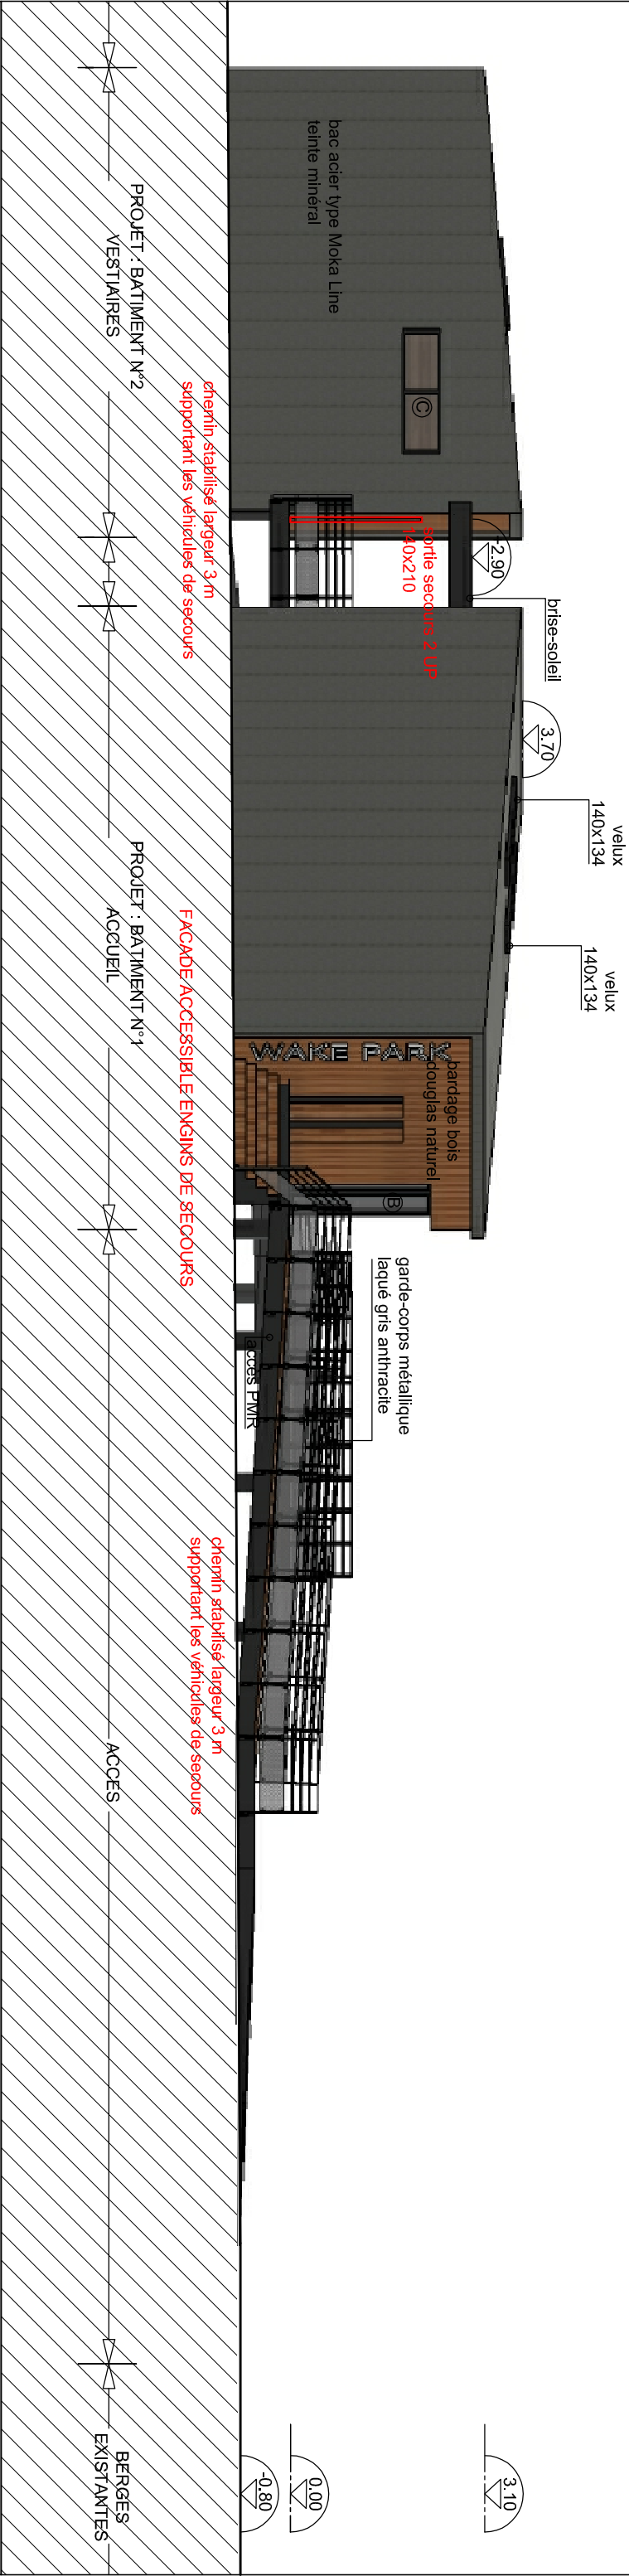 velux
140x134
velux
140x134
3.70
brise-soleil
-2.90
3.10
sortie secours 2 UP
140x210
bac acier type Moka Line
teinte minéral
C
WAKE PARK
bardage bois
douglas naturel
B
garde-corps métallique
laqué gris anthracite
accès PMR
0.00
-0.80
chemin stabilisé largeur 3 m
supportant les véhicules de secours
FACADE ACCESSIBLE ENGINS DE SECOURS
chemin stabilisé largeur 3 m
supportant les véhicules de secours
PROJET : BATIMENT N°2
VESTIAIRES
PROJET : BATIMENT N°1
ACCUEIL
ACCES
BERGES
EXISTANTES